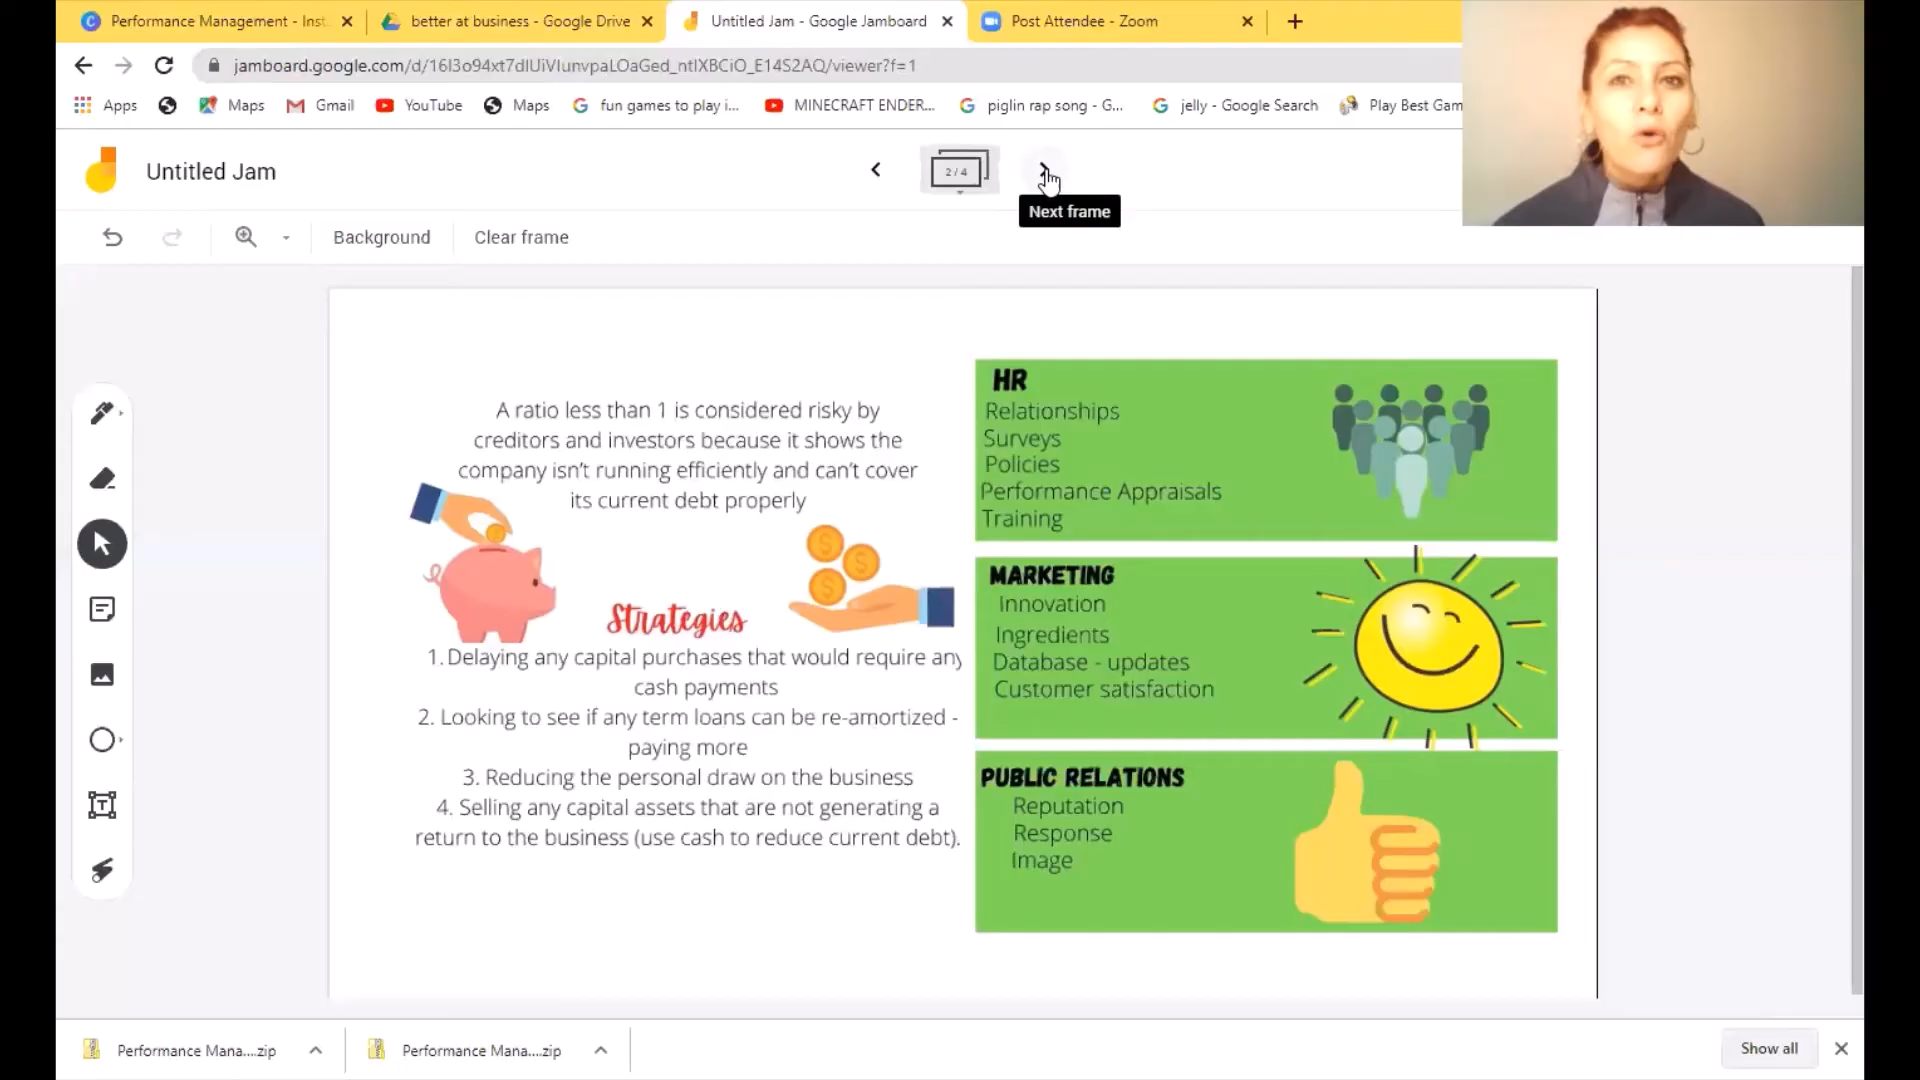 Performance Management - Inst
better at business - Google Drive
Untitled Jam - Google Jamboard
Post Attendee - Zoom
jamboard.google.com/d/16I3o94xt7dIUiVIunvpaLOaGed_ntIXBCiO_E14S2AQ/viewer?f=1
Apps
Maps
Gmail
YouTube
Maps
fun games to play i...
MINECRAFT ENDER...
piglin rap song - G...
jelly - Google Search
Play Best Gam
Untitled Jam
2 / 4
Next frame
Background
Clear frame
A ratio less than 1 is considered risky by
creditors and investors because it shows the
company isn't running efficiently and can't cover
its current debt properly
Strategies
1. Delaying any capital purchases that would require any
cash payments
2. Looking to see if any term loans can be re-amortized -
paying more
3. Reducing the personal draw on the business
4. Selling any capital assets that are not generating a
return to the business (use cash to reduce current debt).
HR
Relationships
Surveys
Policies
Performance Appraisals
Training
MARKETING
Innovation
Ingredients
Database - updates
Customer satisfaction
PUBLIC RELATIONS
Reputation
Response
Image
Performance Mana....zip
Performance Mana....zip
Show all